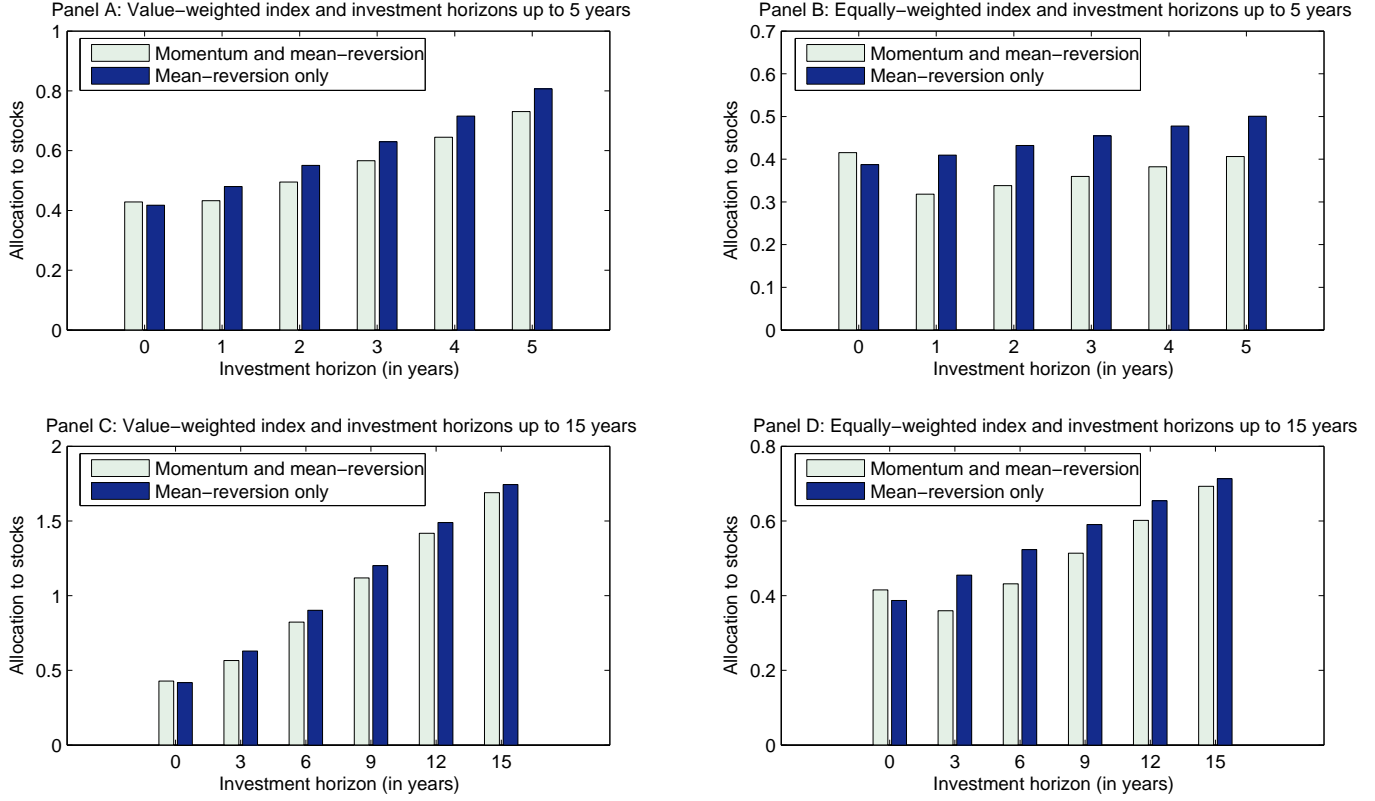 Panel A: Value−weighted index and investment horizons up to 5 years
1
0.8
0.6
0.4
0.2
0
Allocation to stocks
Momentum and mean−reversion
Mean−reversion only
0 1 2 3 4 5
Investment horizon (in years)
Panel B: Equally−weighted index and investment horizons up to 5 years
0.7
0.6
0.5
0.4
0.3
0.2
0.1
0
Allocation to stocks
Momentum and mean−reversion
Mean−reversion only
0 1 2 3 4 5
Investment horizon (in years)
Panel C: Value−weighted index and investment horizons up to 15 years
2
1.5
1
0.5
0
Allocation to stocks
Momentum and mean−reversion
Mean−reversion only
0 3 6 9 12 15
Investment horizon (in years)
Panel D: Equally−weighted index and investment horizons up to 15 years
0.8
0.6
0.4
0.2
0
Allocation to stocks
Momentum and mean−reversion
Mean−reversion only
0 3 6 9 12 15
Investment horizon (in years)